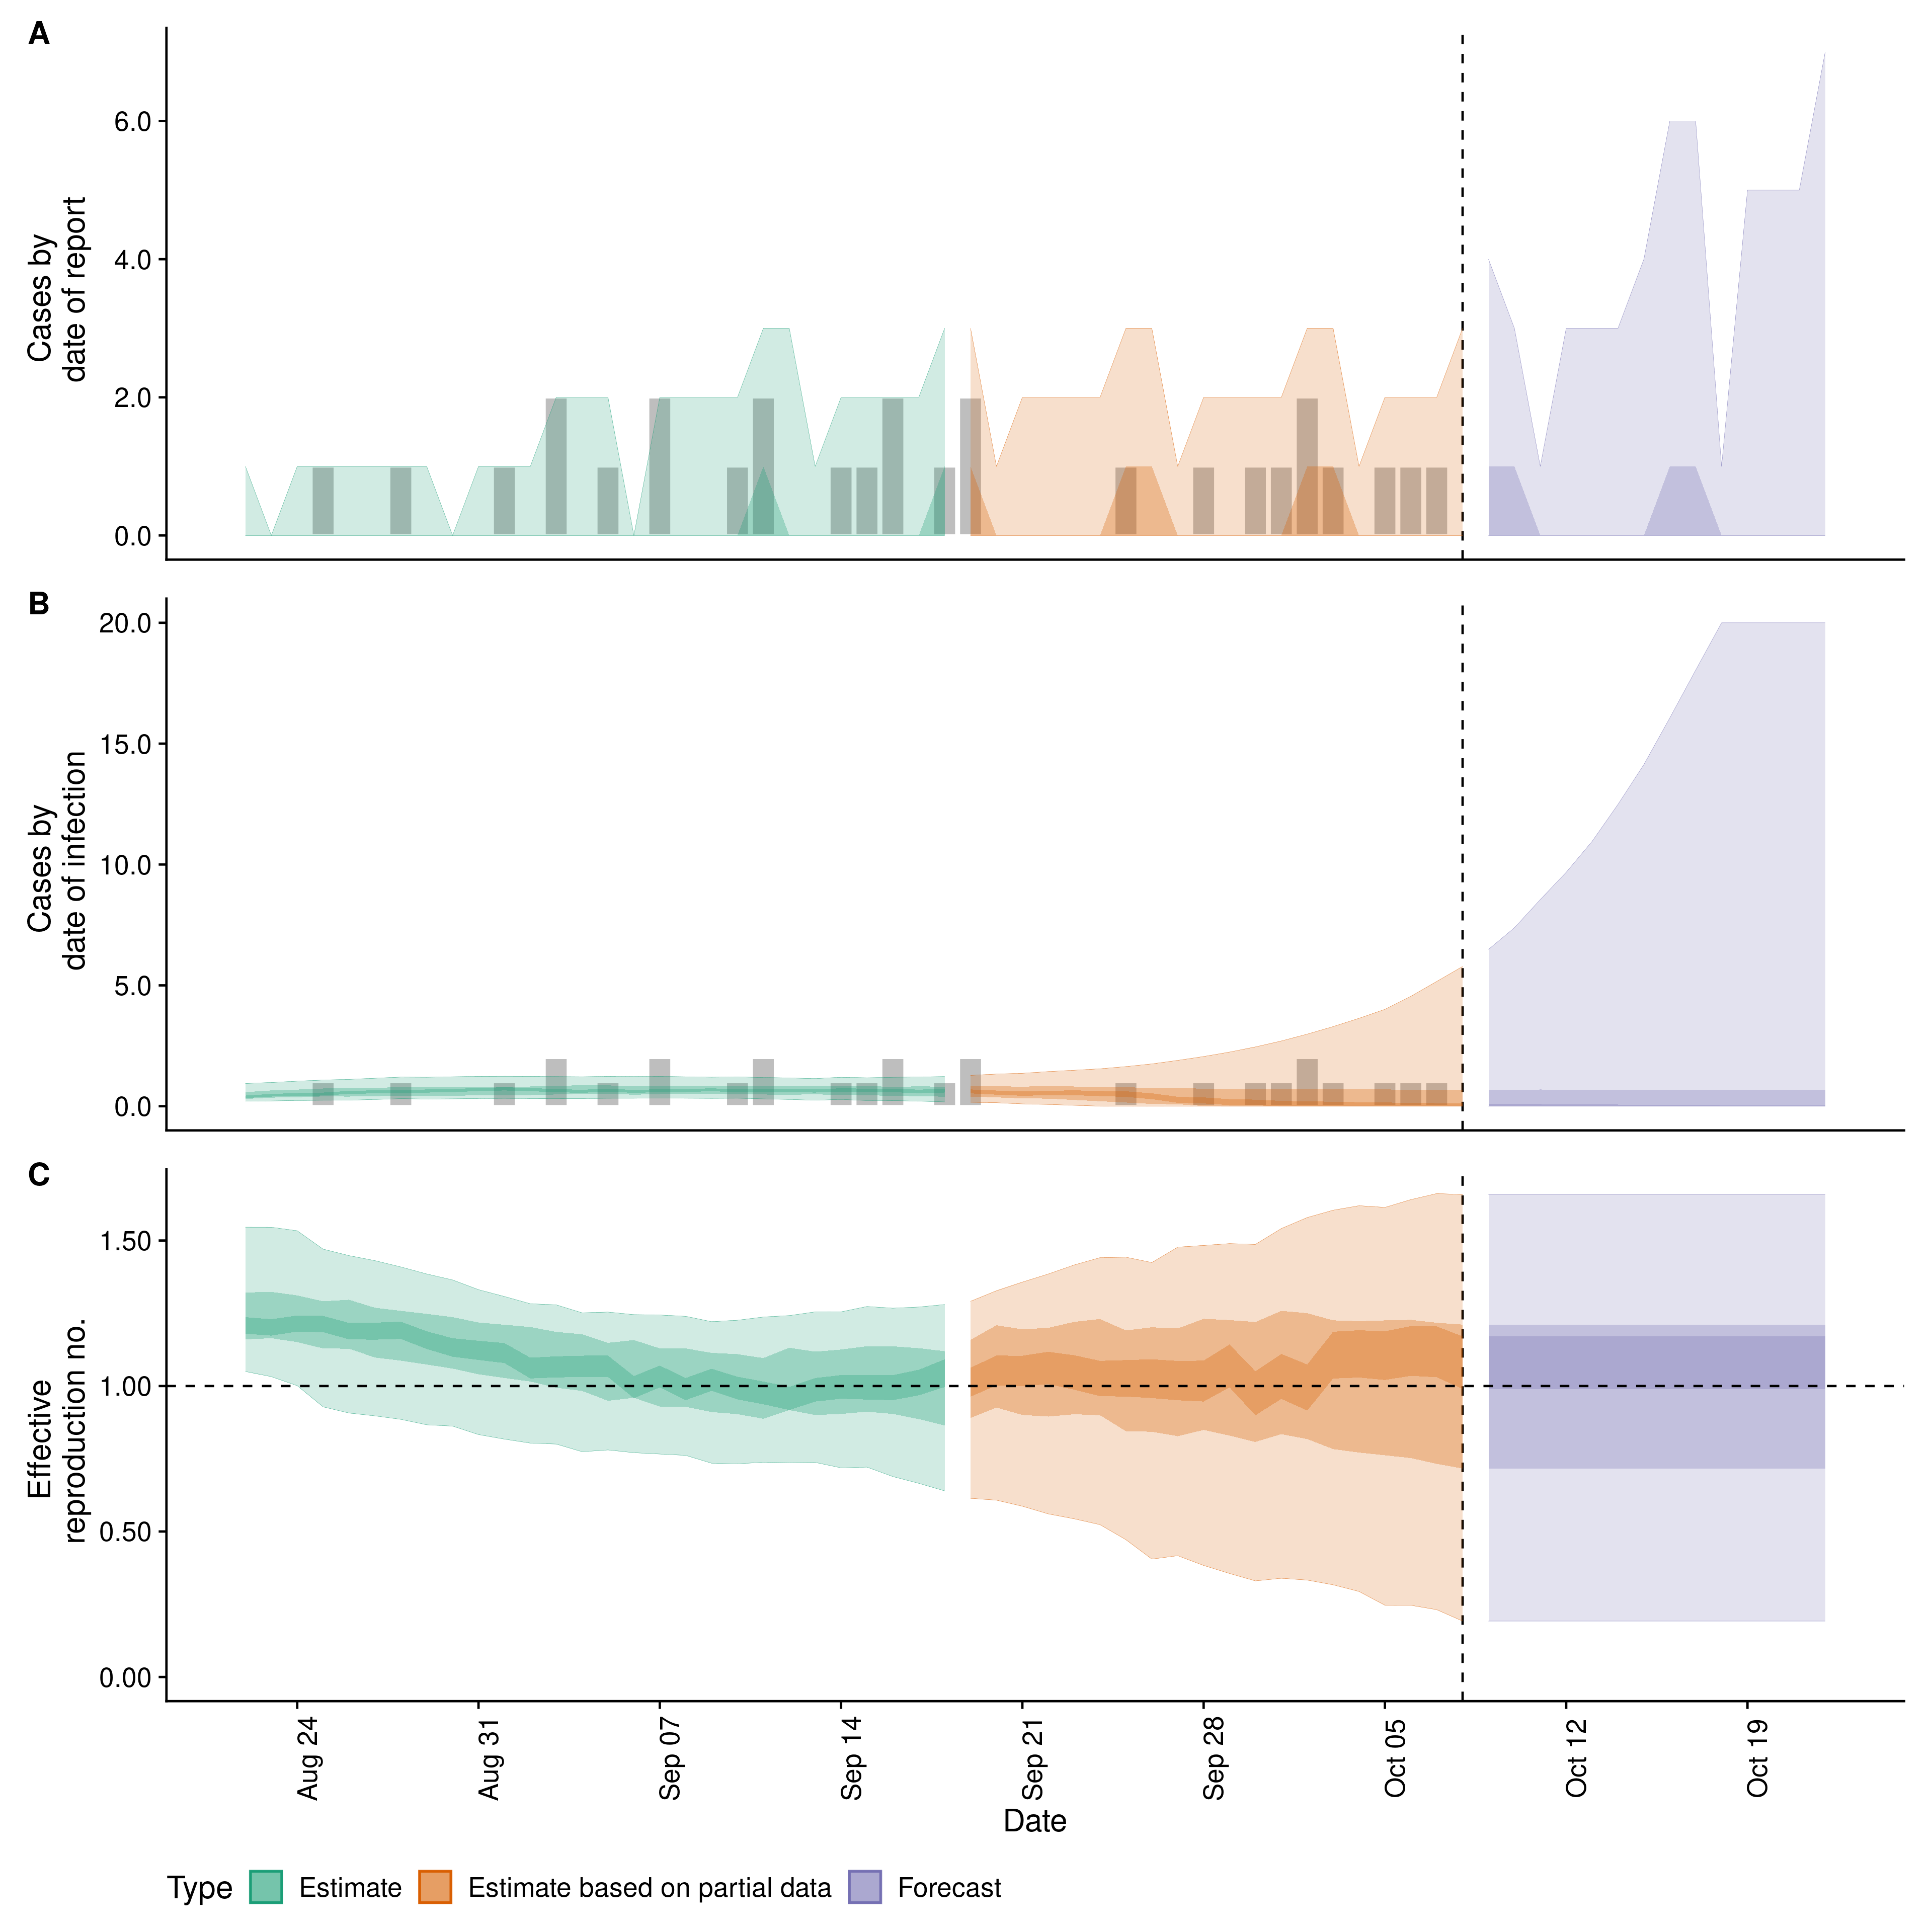 A
Cases by
date of report
6.0
4.0
2.0
0.0
B
Cases by
date of infection
20.0
15.0
10.0
5.0
0.0
C
Effective
reproduction no.
1.50
1.00
0.50
0.00
Aug 24
Aug 31
Sep 07
Sep 14
Sep 21
Sep 28
Oct 05
Oct 12
Oct 19
Date
Type Estimate Estimate based on partial data Forecast